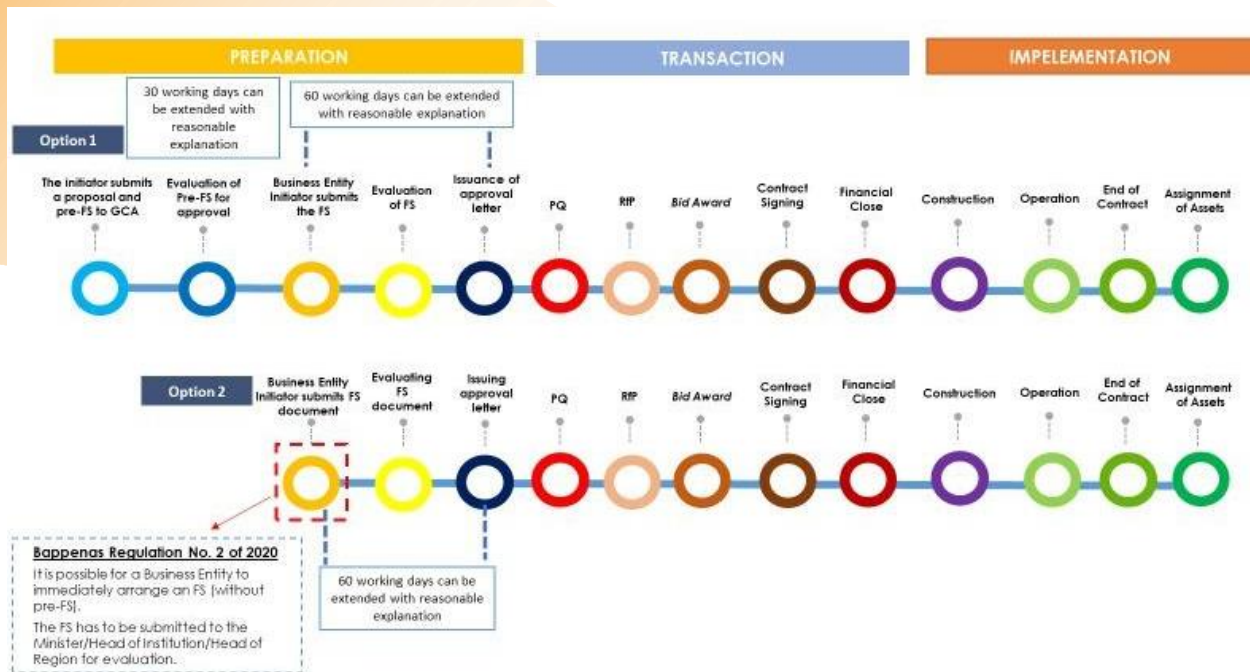 PREPARATION
TRANSACTION
IMPELEMENTATION
30 working days can
be extended with
reasonable
explanation
60 working days can be extended
with reasonable explanation
Option 1
The initiator submits
a proposal and
pre-FS to GCA
Evaluation of
Pre-FS for
approval
Business Entity
Initiator submits
the FS
Evaluation
of FS
Issuance of
approval
letter
PQ
RfP
Bid Award
Contract
Signing
Financial
Close
Construction
Operation
End of
Contract
Assignment
of Assets
Option 2
Business Entity
Initiator submits FS
document
Evaluating
FS
document
Issuing
approval
letter
PQ
RfP
Bid Award
Contract
Signing
Financial
Close
Construction
Operation
End of
Contract
Assignment
of Assets
Bappenas Regulation No. 2 of 2020
It is possible for a Business Entity to
immediately arrange an FS (without
pre-FS).
The FS has to be submitted to the
Minister/Head of Institution/Head of
Region for evaluation.
60 working days can be
extended with reasonable
explanation